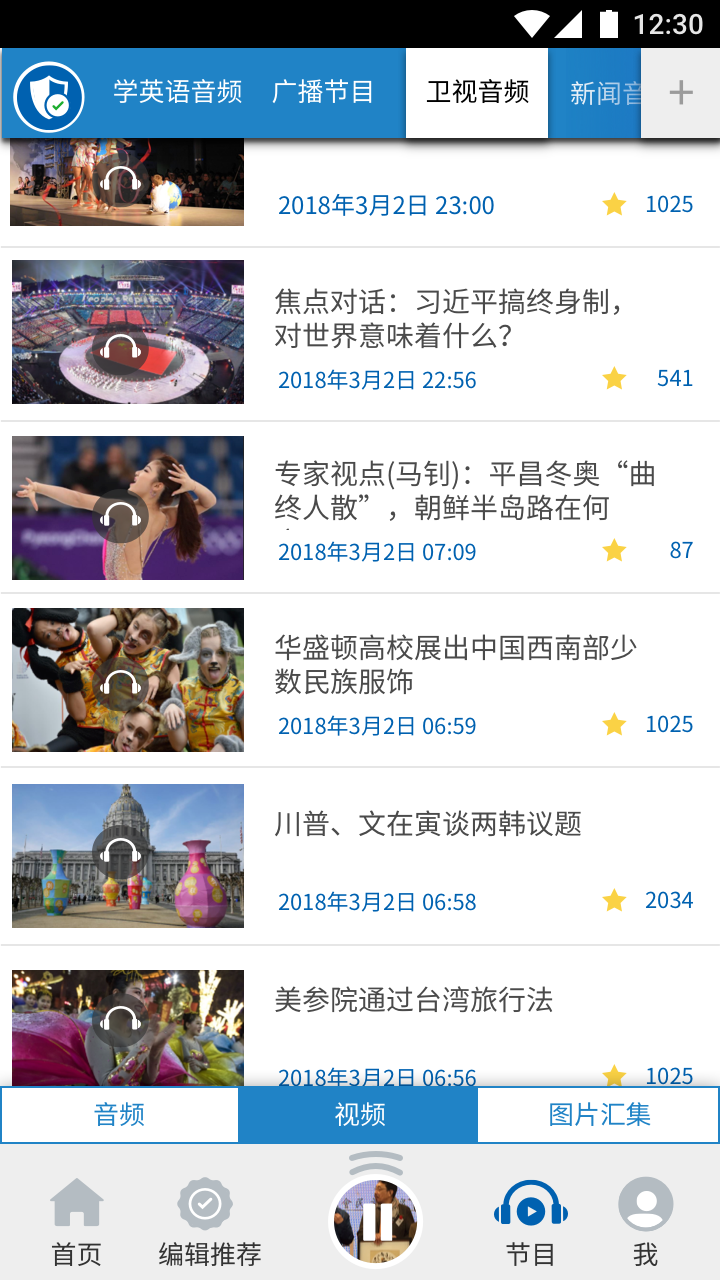 12:30
学英语音频 广播节目 卫视音频 新闻音 +
2018年3月2日 23:00 1025
焦点对话：习近平搞终身制，
对世界意味着什么？
2018年3月2日 22:56 541
专家视点(马钊)：平昌冬奥“曲
终人散”，朝鲜半岛路在何
2018年3月2日 07:09 87
华盛顿高校展出中国西南部少
数民族服饰
2018年3月2日 06:59 1025
川普、文在寅谈两韩议题
2018年3月2日 06:58 2034
美参院通过台湾旅行法
2018年3月2日 06:56 1025
音频 视频 图片汇集
首页 编辑推荐 节目 我